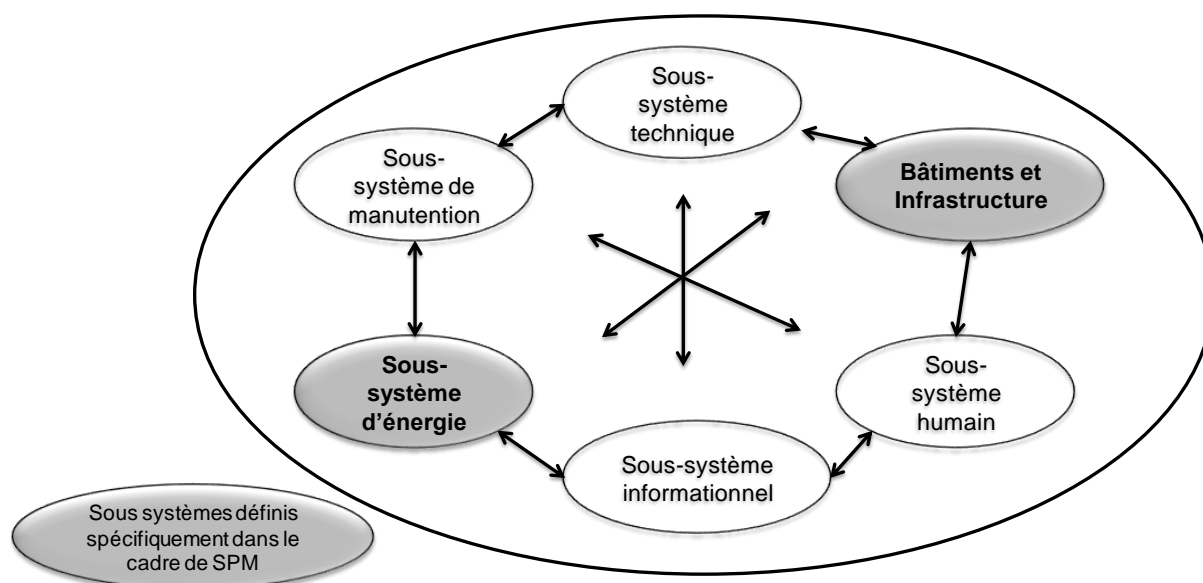 Sous-
système
technique
Sous-
système de
manutention
Bâtiments et
Infrastructure
Sous-
système
d’énergie
Sous-
système
humain
Sous-système
informationnel
Sous systèmes définis
spécifiquement dans le
cadre de SPM